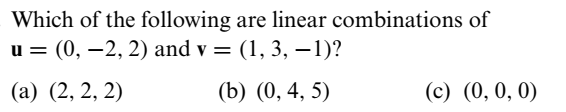 Which of the following are linear combinations of
u = (0, −2, 2) and v = (1, 3, −1)?
(a) (2, 2, 2) (b) (0, 4, 5) (c) (0, 0, 0)